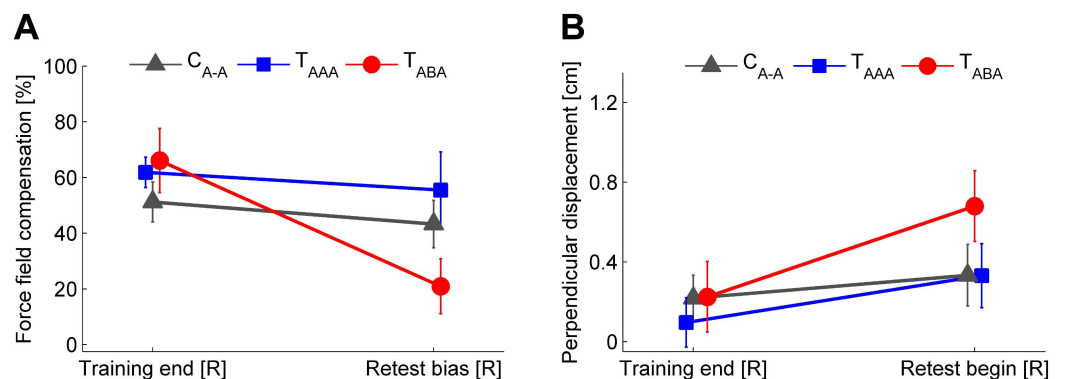 A
C A-A T AAA T ABA
Force field compensation [%]
100
80
60
40
20
0
Training end [R] Retest bias [R]
B
C A-A T AAA T ABA
Perpendicular displacement [cm]
1.2
0.8
0.4
0
Training end [R] Retest begin [R]